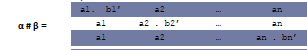 a1. b1’ a2 … an
α # β = a1 a2 . b2’ … an
a1 a2 … an . bn’